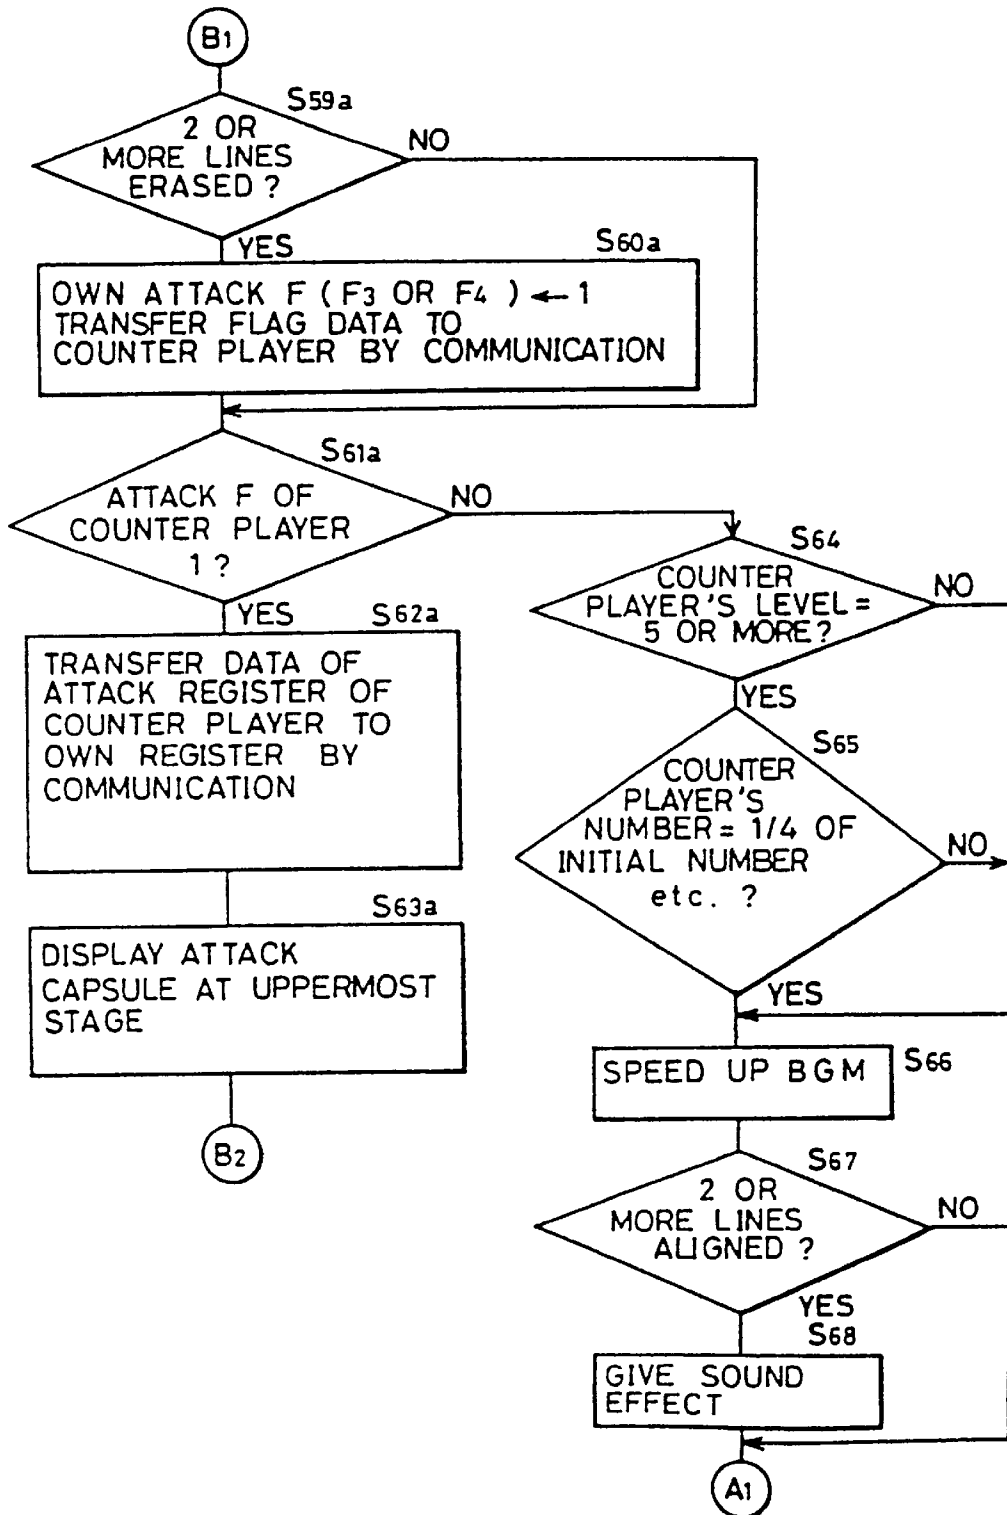 B1
S59a
2 OR
MORE LINES
ERASED ?
NO
YES
S60a
OWN ATTACK F ( F3 OR F4 ) ← 1
TRANSFER FLAG DATA TO
COUNTER PLAYER BY COMMUNICATION
S61a
ATTACK F OF
COUNTER PLAYER
1 ?
NO
YES
S62a
TRANSFER DATA OF
ATTACK REGISTER OF
COUNTER PLAYER TO
OWN REGISTER BY
COMMUNICATION
S63a
DISPLAY ATTACK
CAPSULE AT UPPERMOST
STAGE
B2
S64
COUNTER
PLAYER'S LEVEL =
5 OR MORE?
NO
YES
S65
COUNTER
PLAYER'S
NUMBER = 1/4 OF
INITIAL NUMBER
etc. ?
NO
YES
SPEED UP BGM
S66
S67
2 OR
MORE LINES
ALIGNED ?
NO
YES
S68
GIVE SOUND
EFFECT
A1